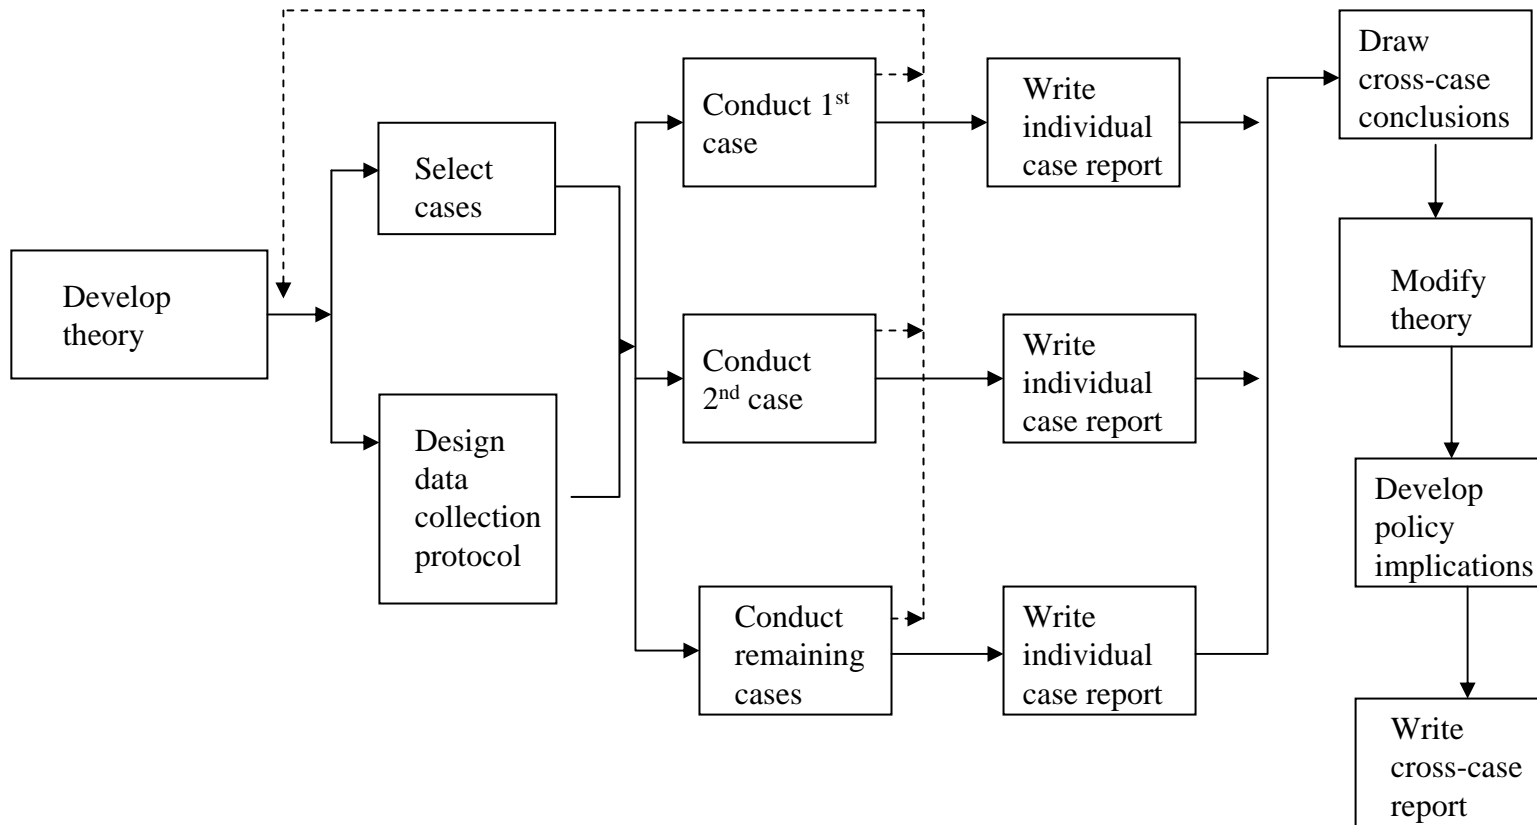 Develop
theory
Select
cases
Design
data
collection
protocol
Conduct 1st
case
Conduct
2nd case
Conduct
remaining
cases
Write
individual
case report
Write
individual
case report
Write
individual
case report
Draw
cross-case
conclusions
Modify
theory
Develop
policy
implications
Write
cross-case
report